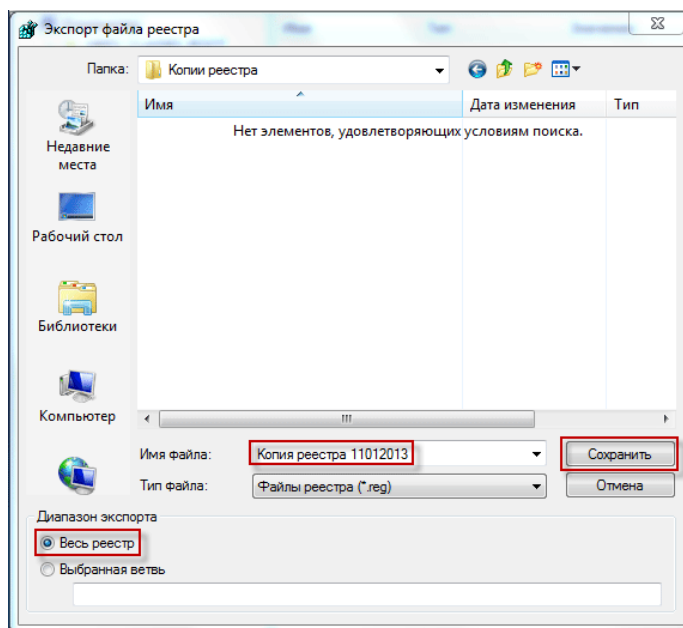 Экспорт файла реестра
Папка:
Копии реестра
Имя
Дата изменения
Тип
Нет элементов, удовлетворяющих условиям поиска.
Недавние
места
Рабочий стол
Библиотеки
Компьютер
Имя файла:
Копия реестра 11012013
Сохранить
Тип файла:
Файлы реестра (*.reg)
Отмена
Диапазон экспорта
Весь реестр
Выбранная ветвь